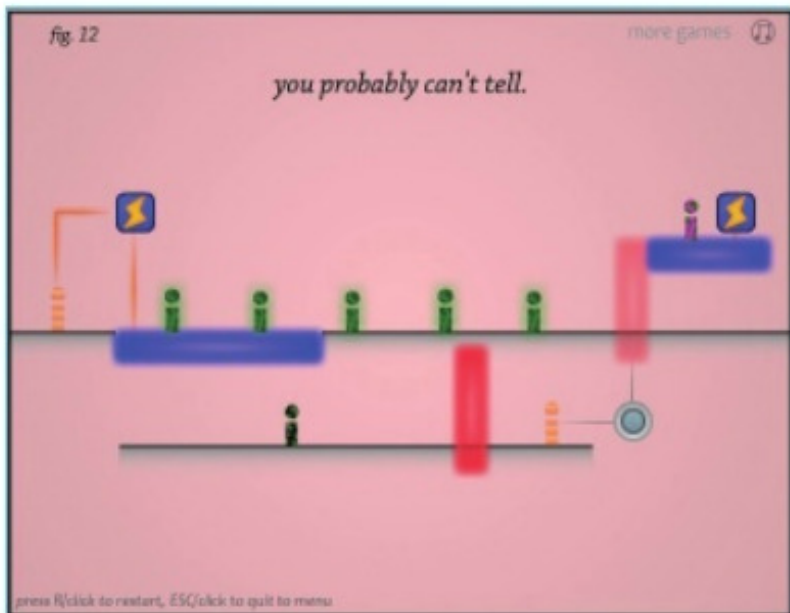 fig. 12
more games
you probably can't tell.
press R/click to restart, ESC/click to quit to menu